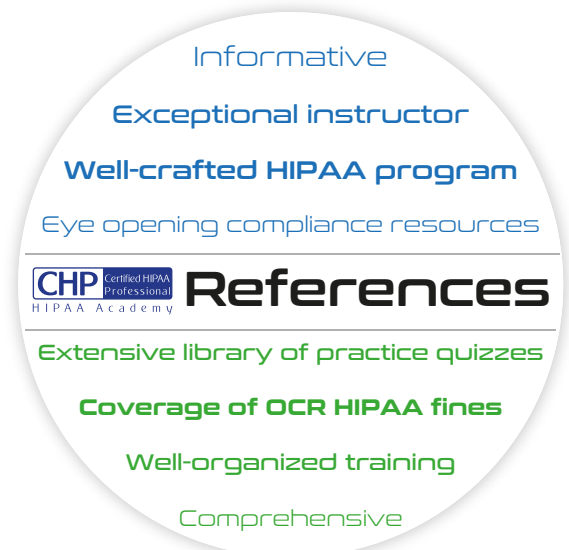 Informative
Exceptional instructor
Well-crafted HIPAA program
Eye opening compliance resources
CHP Certified HIPAA Professional
HIPAA Academy
References
Extensive library of practice quizzes
Coverage of OCR HIPAA fines
Well-organized training
Comprehensive